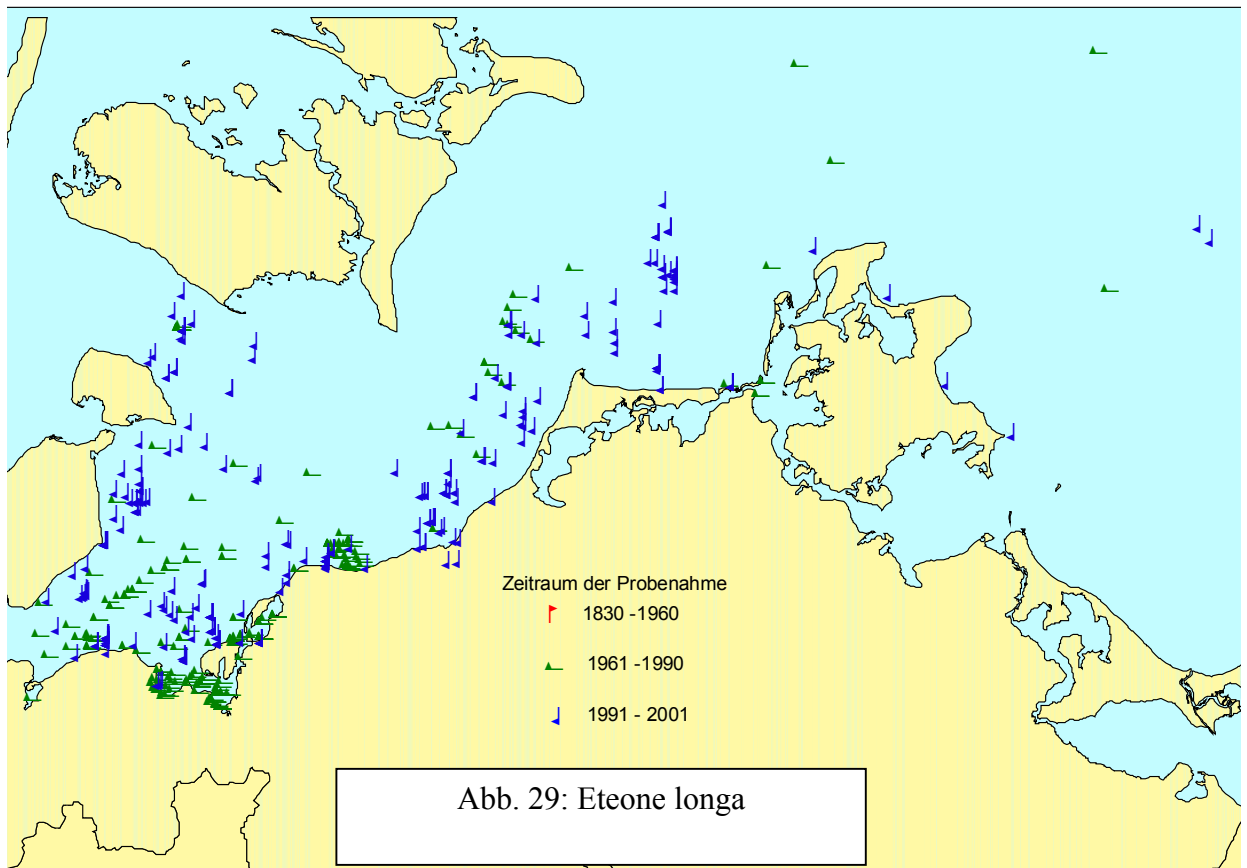 Zeitraum der Probenahme
1830 -1960
1961 -1990
1991 - 2001
Abb. 29: Eteone longa